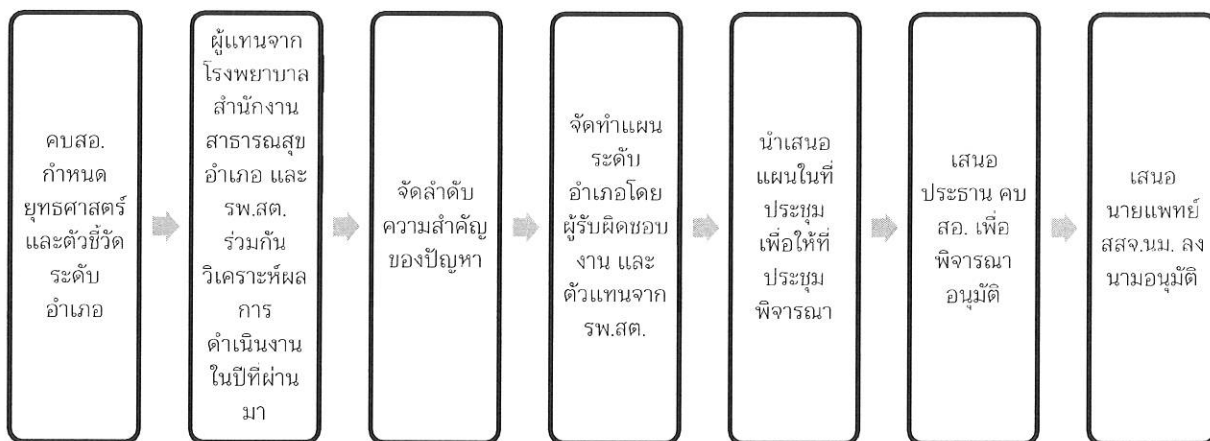 คบสอ.
กำหนด
ยุทธศาสตร์
และตัวชี้วัด
ระดับ
อำเภอ
ผู้แทนจาก
โรงพยาบาล
สำนักงาน
สาธารณสุข
อำเภอ และ
รพ.สต.
ร่วมกัน
วิเคราะห์ผล
การ
ดำเนินงาน
ในปีที่ผ่าน
มา
จัดลำดับ
ความสำคัญ
ของปัญหา
จัดทำแผน
ระดับ
อำเภอโดย
ผู้รับผิดชอบ
งาน และ
ตัวแทนจาก
รพ.สต.
นำเสนอ
แผนในที่
ประชุม
เพื่อให้ที่
ประชุม
พิจารณา
เสนอ
ประธาน คบ
สอ. เพื่อ
พิจารณา
อนุมัติ
เสนอ
นายแพทย์
สสจ.นม. ลง
นามอนุมัติ